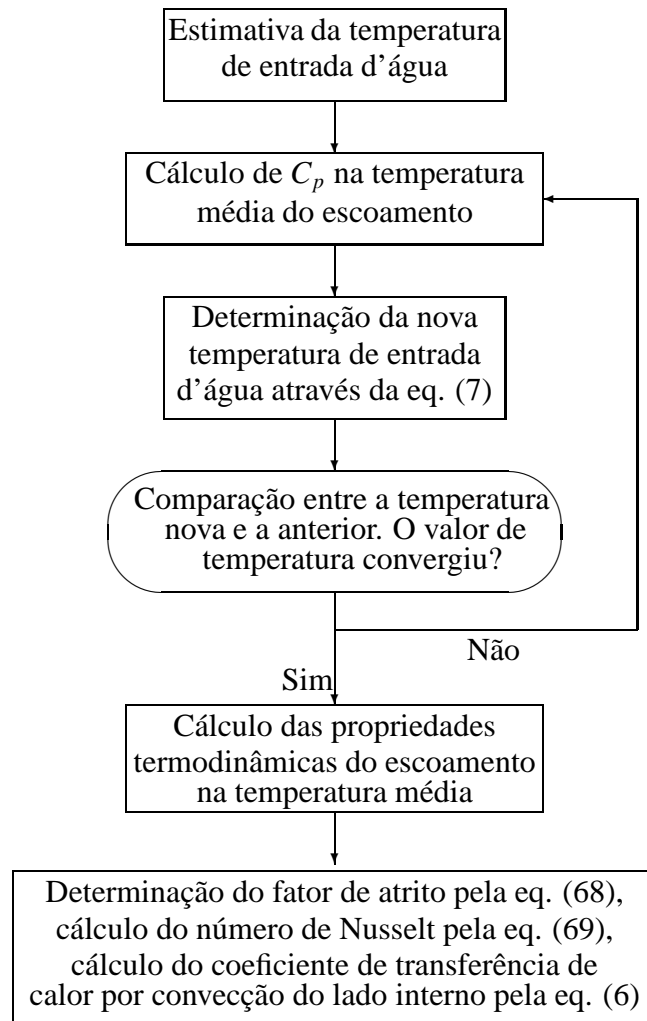 Estimativa da temperatura
de entrada d'água
Cálculo de C_p na temperatura
média do escoamento
Determinação da nova
temperatura de entrada
d'água através da eq. (7)
Comparação entre a temperatura
nova e a anterior. O valor de
temperatura convergiu?
Não
Sim
Cálculo das propriedades
termodinâmicas do escoamento
na temperatura média
Determinação do fator de atrito pela eq. (68),
cálculo do número de Nusselt pela eq. (69),
cálculo do coeficiente de transferência de
calor por convecção do lado interno pela eq. (6)